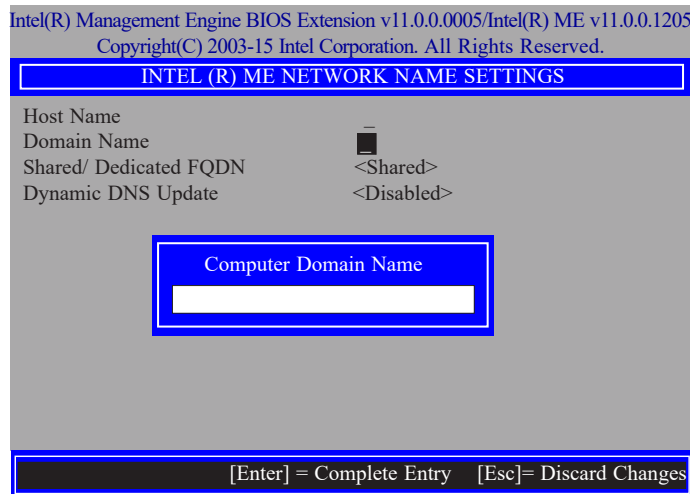 Intel(R) Management Engine BIOS Extension v11.0.0.0005/Intel(R) ME v11.0.0.1205
Copyright(C) 2003-15 Intel Corporation. All Rights Reserved.
INTEL (R) ME NETWORK NAME SETTINGS
Host Name _
Domain Name _
Shared/ Dedicated FQDN <Shared>
Dynamic DNS Update <Disabled>
Computer Domain Name
[Enter] = Complete Entry [Esc]= Discard Changes